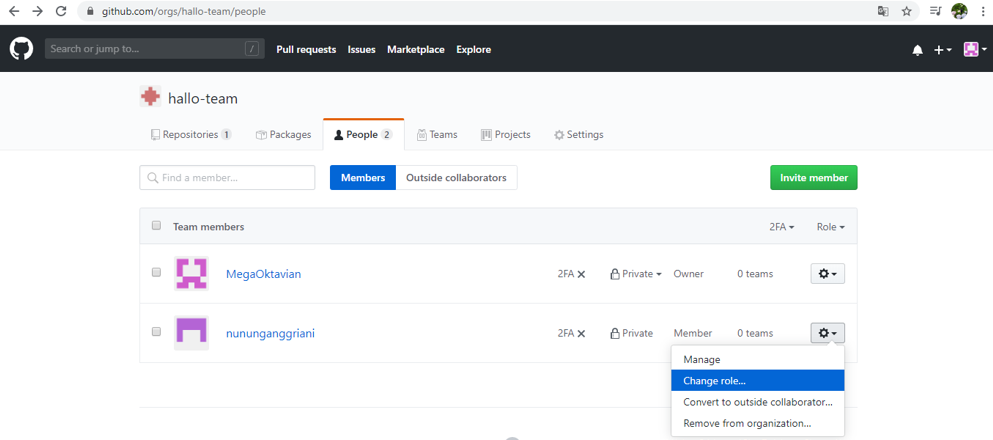 github.com/orgs/hallo-team/people
Search or jump to... / Pull requests Issues Marketplace Explore
hallo-team
Repositories 1 Packages People 2 Teams Projects Settings
Find a member... Members Outside collaborators Invite member
Team members 2FA Role
MegaOktavian 2FA Private Owner 0 teams
nununganggriani 2FA Private Member 0 teams
Manage
Change role...
Convert to outside collaborator...
Remove from organization...